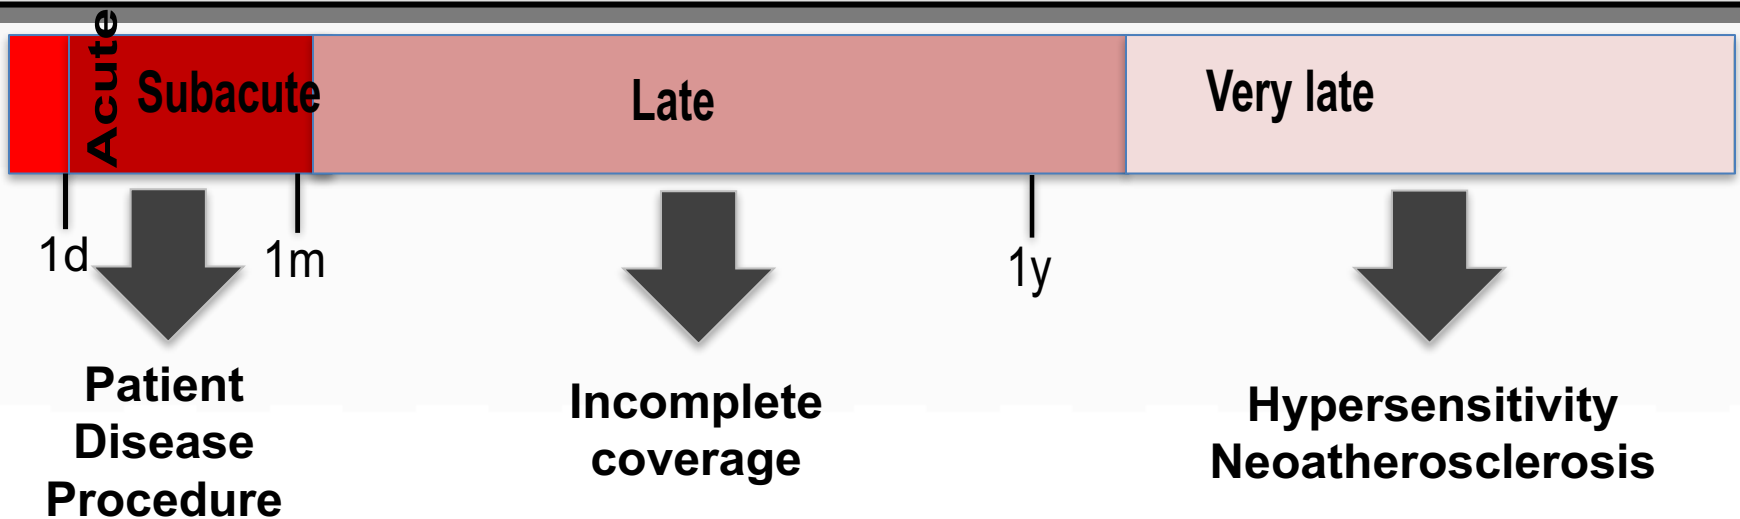 Acute
Subacute
Late
Very late
1d
1m
1y
Patient
Disease
Procedure
Incomplete
coverage
Hypersensitivity
Neoatherosclerosis